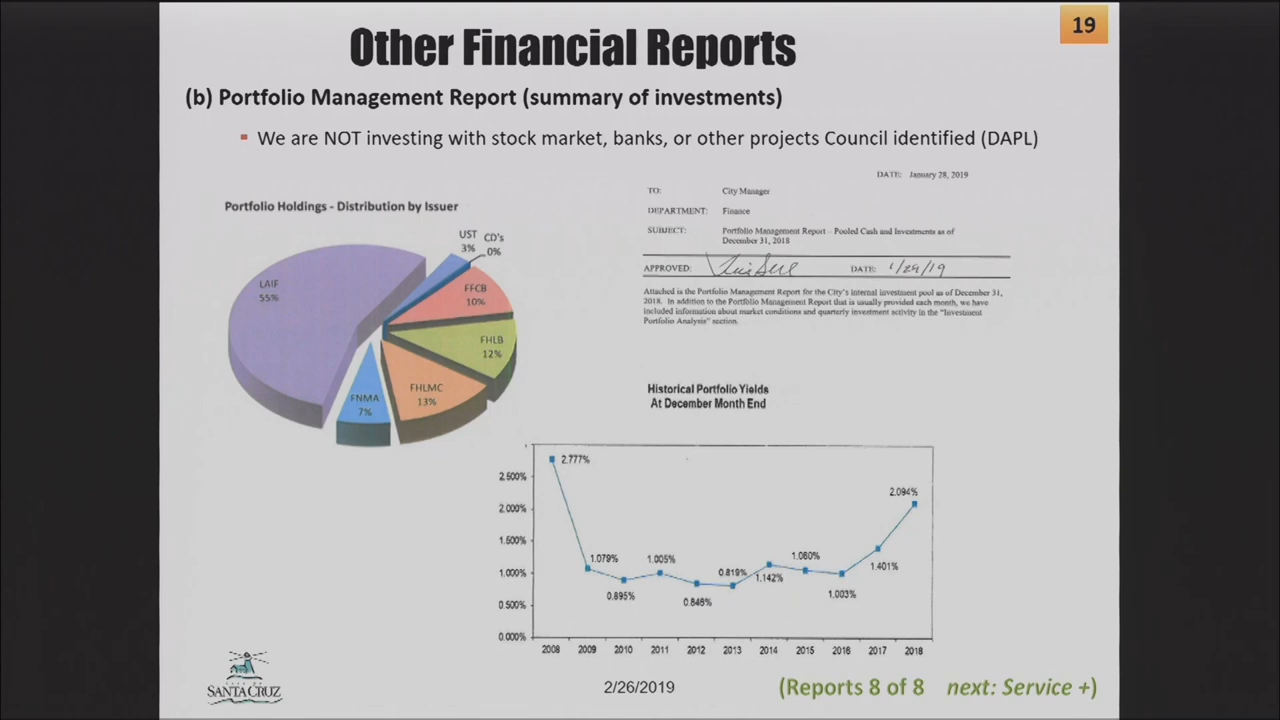 19
Other Financial Reports
(b) Portfolio Management Report (summary of investments)
We are NOT investing with stock market, banks, or other projects Council identified (DAPL)
Portfolio Holdings - Distribution by Issuer
UST
3%
CD's
0%
LAIF
55%
FFCB
10%
FHLB
12%
FHLMC
13%
FNMA
7%
DATE: January 28, 2019
TO: City Manager
DEPARTMENT: Finance
SUBJECT: Portfolio Management Report – Pooled Cash and Investments as of
December 31, 2018
APPROVED: DATE: 1/29/19
Attached is the Portfolio Management Report for the City's internal investment pool as of December 31,
2018. In addition to the Portfolio Management Report that is usually provided each month, we have
included information about market conditions and quarterly investment activity in the "Investment
Portfolio Analysis" section.
Historical Portfolio Yields
At December Month End
2.500%
2.000%
1.500%
1.000%
0.500%
0.000%
2.777%
1.079%
0.895%
1.005%
0.846%
0.819%
1.142%
1.060%
1.003%
1.401%
2.094%
2008 2009 2010 2011 2012 2013 2014 2015 2016 2017 2018
CITY OF
SANTA CRUZ
2/26/2019
(Reports 8 of 8 next: Service +)